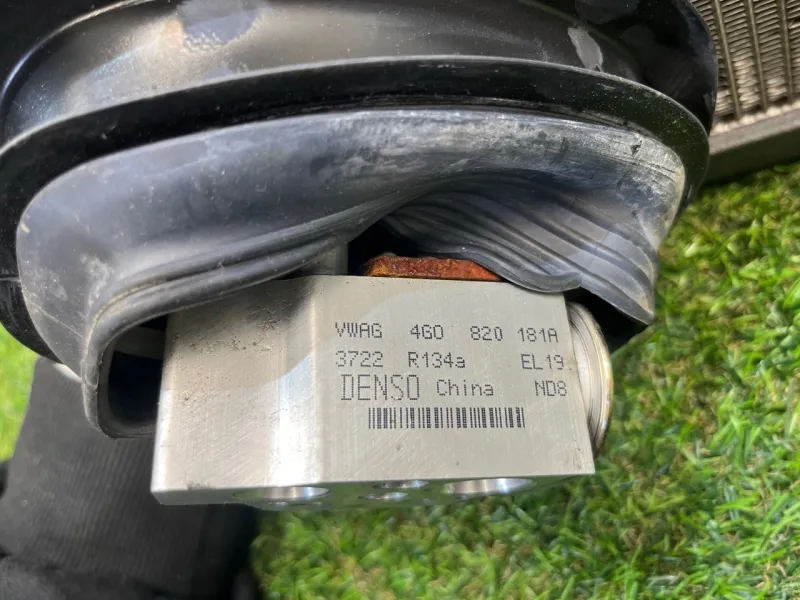 VWAG 4G0 820 181A
3722 R134a EL19
DENSO China ND8